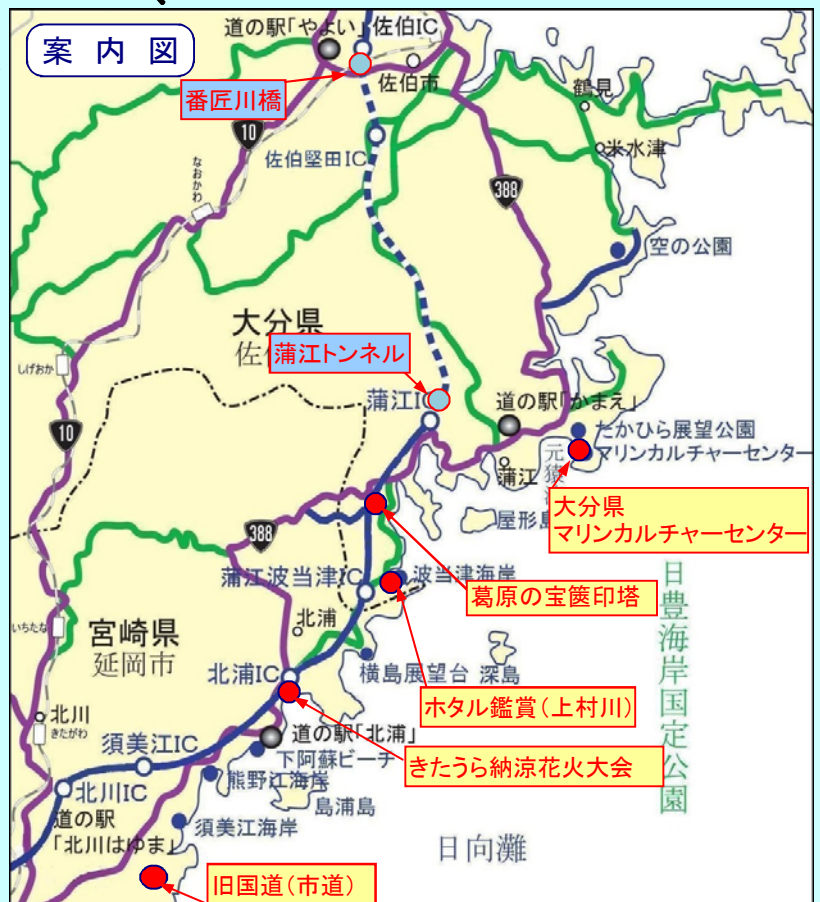 案内図
道の駅「やよい」
佐伯IC
番匠川橋
佐伯市
鶴見
10
佐伯堅田IC
米水津
なおかわ
388
空の公園
大分県
蒲江トンネル
しげおか
道の駅「かまえ」
10
たかひら展望公園
マリンカルチャーセンター
蒲江
大分県
マリンカルチャーセンター
388
蒲江波当津IC
波当津海岸
葛原の宝篋印塔
日豊海岸国定公園
いちたな
宮崎県
延岡市
北浦
北浦IC
横島展望台
深島
ホタル鑑賞(上村川)
北川
きたがわ
須美江IC
道の駅「北浦」
下阿蘇ビーチ
きたうら納涼花火大会
熊野江海岸
北川IC
島浦島
道の駅
「北川はゆま」
須美江海岸
日向灘
旧国道(市道)